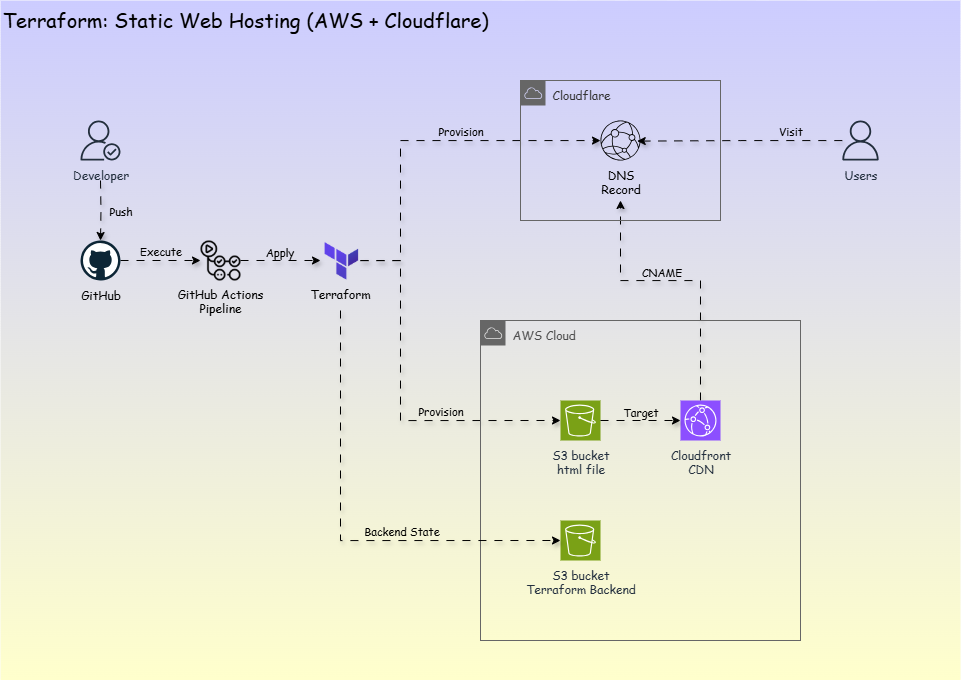 Terraform: Static Web Hosting (AWS + Cloudflare)
Cloudflare
Provision
Visit
Developer
DNS
Record
Users
Push
Execute
Apply
GitHub
GitHub Actions
Pipeline
Terraform
CNAME
AWS Cloud
Provision
Target
S3 bucket
html file
Cloudfront
CDN
Backend State
S3 bucket
Terraform Backend